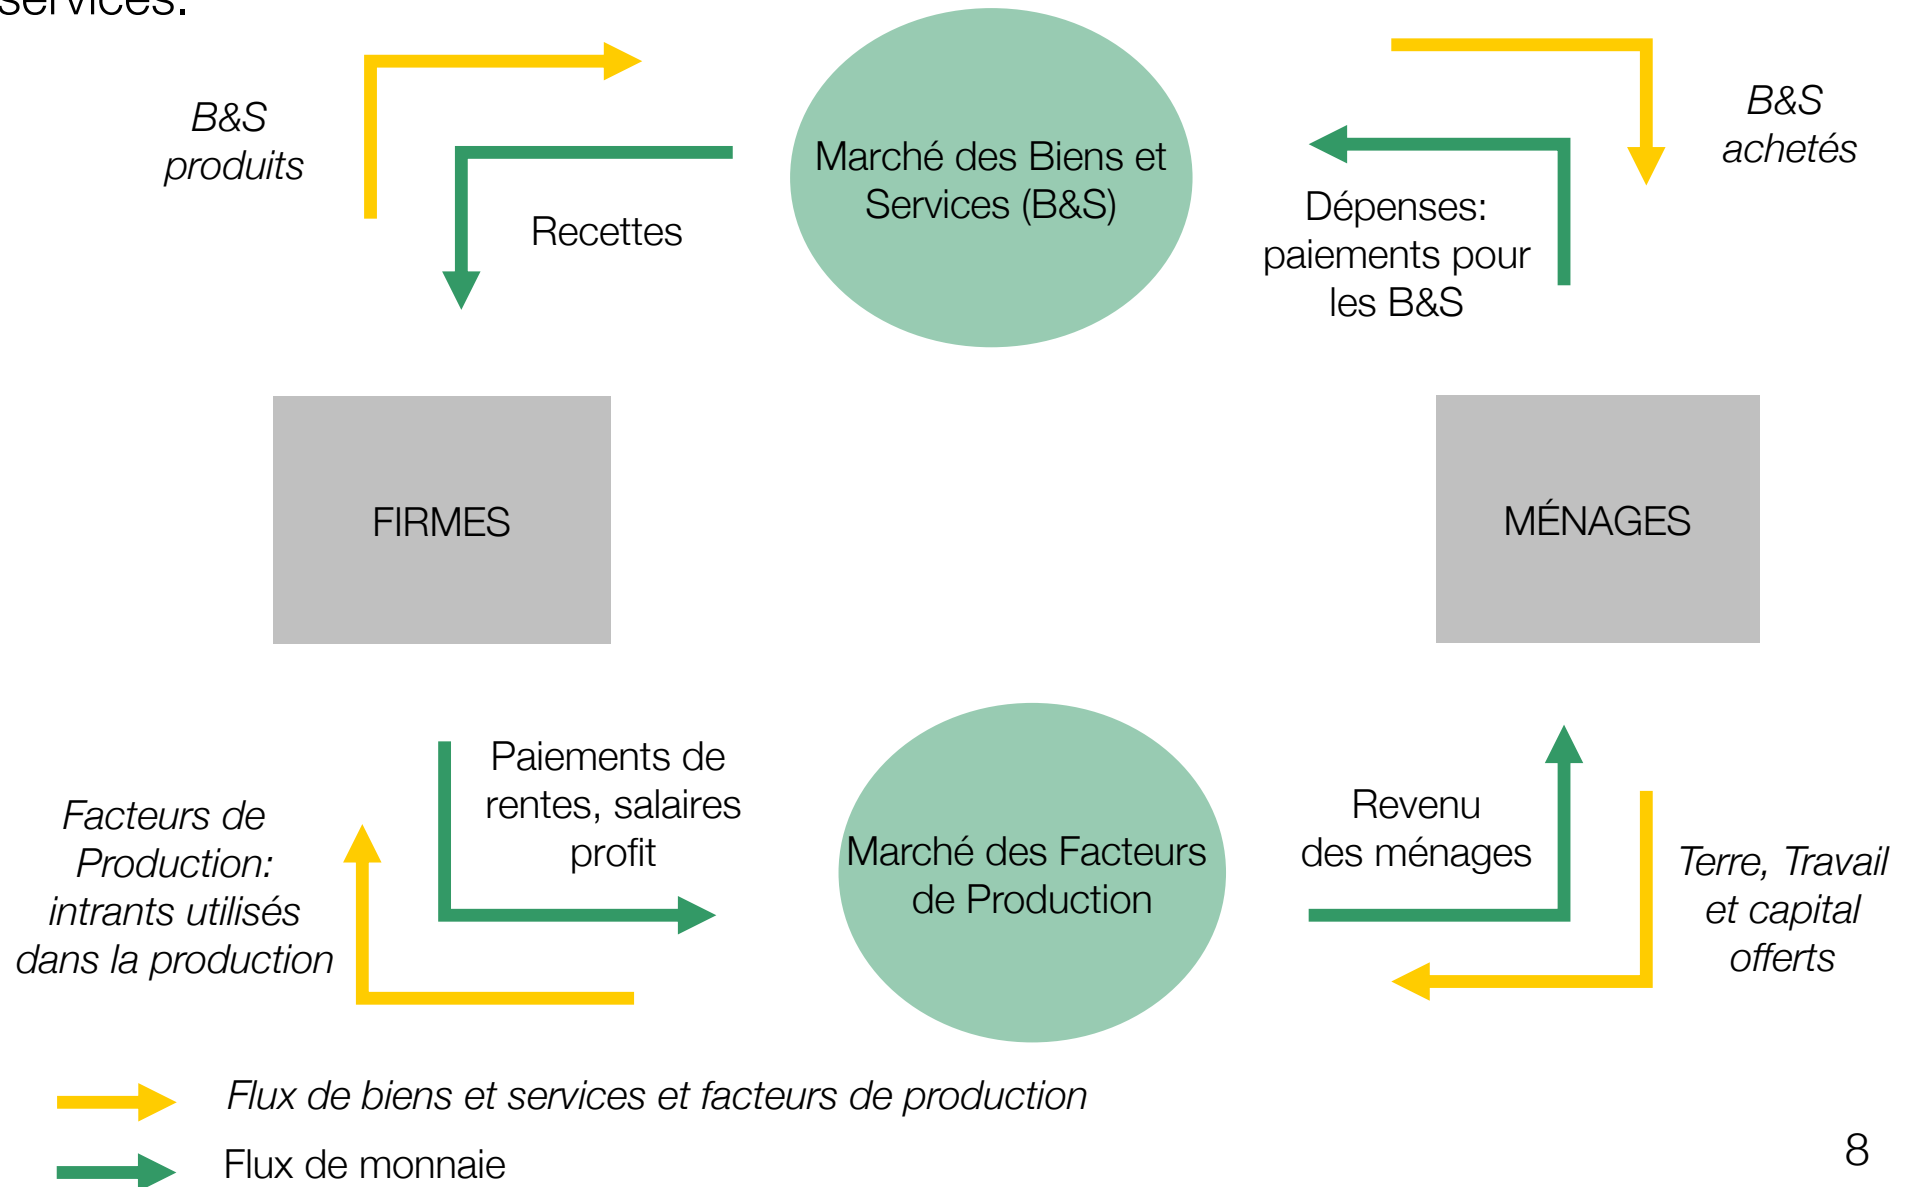 services.
B&S
produits
Recettes
Marché des Biens et
Services (B&S)
Dépenses:
paiements pour
les B&S
B&S
achetés
FIRMES
MÉNAGES
Facteurs de
Production:
intrants utilisés
dans la production
Paiements de
rentes, salaires
profit
Marché des Facteurs
de Production
Revenu
des ménages
Terre, Travail
et capital
offerts
Flux de biens et services et facteurs de production
Flux de monnaie
8